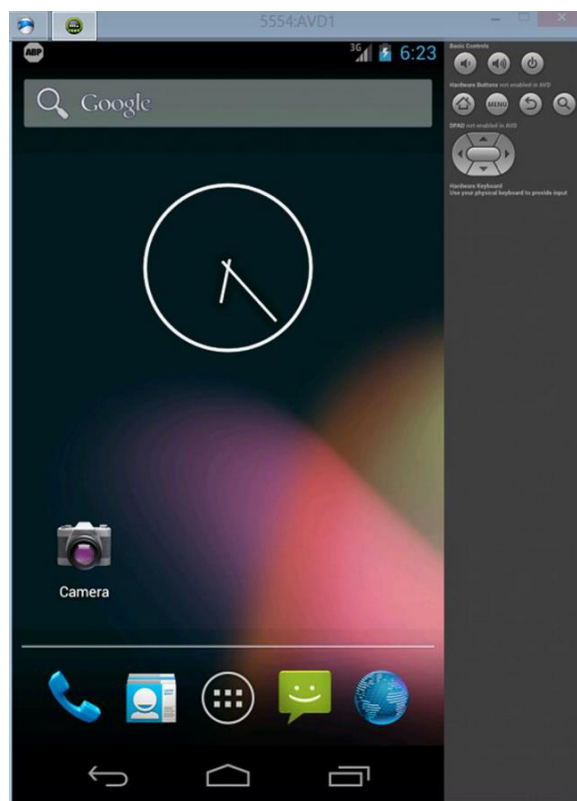 5554:AVD1
ABP
3G
6:23
Google
Camera
Basic Controls
Hardware Buttons not enabled in AVD
MENU
DPAD not enabled in AVD
Hardware Keyboard
Use your physical keyboard to provide input